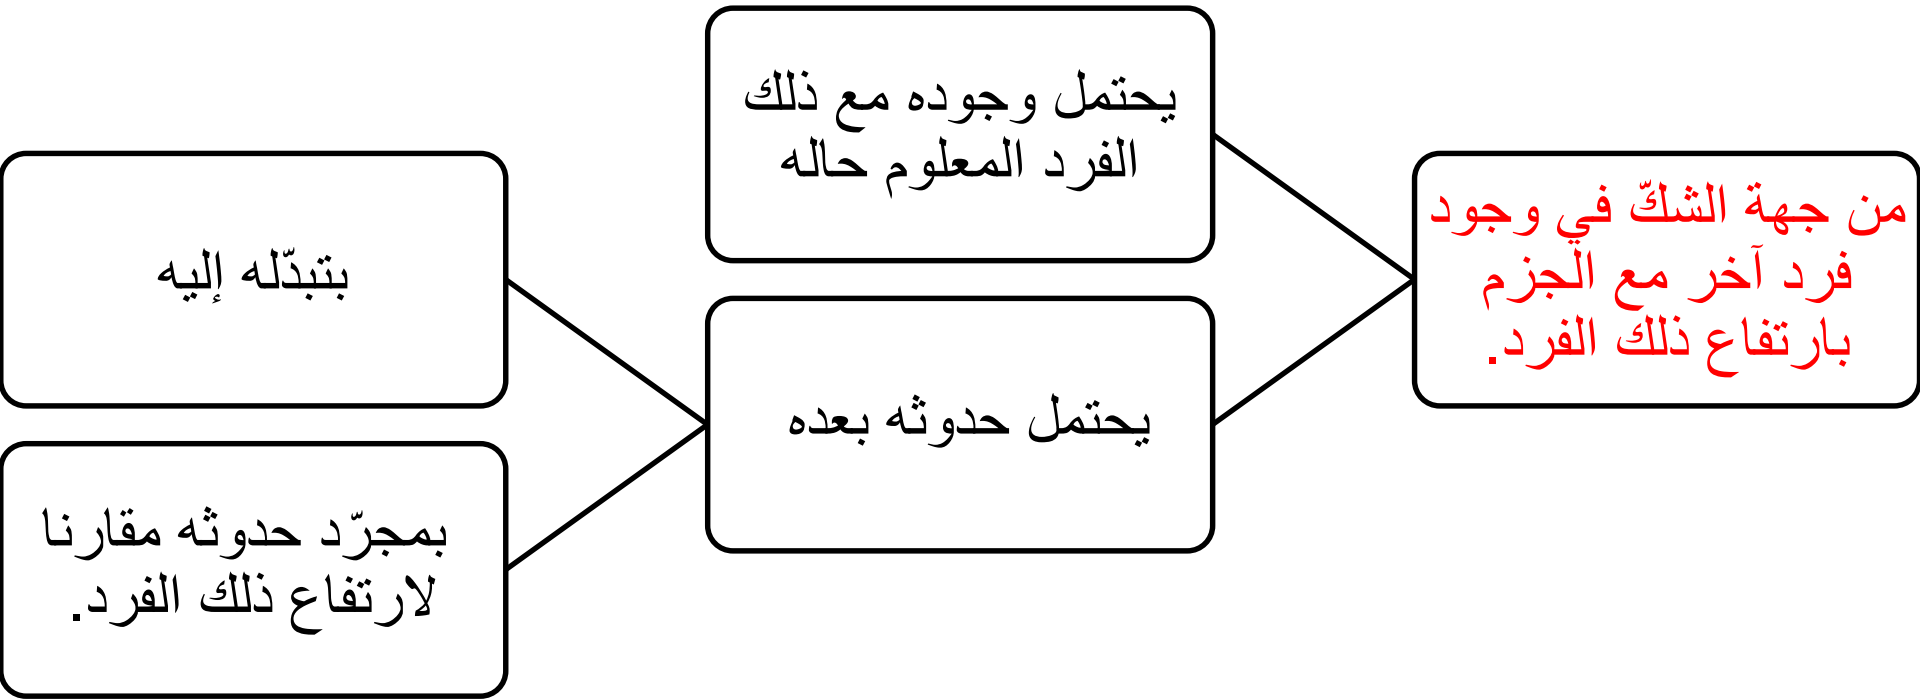 من جهة الشكّ في وجود
فرد آخر مع الجزم
بارتفاع ذلك الفرد.
يحتمل وجوده مع ذلك
الفرد المعلوم حاله
يحتمل حدوثه بعده
بتبدّله إليه
بمجرّد حدوثه مقارنا
لارتفاع ذلك الفرد.